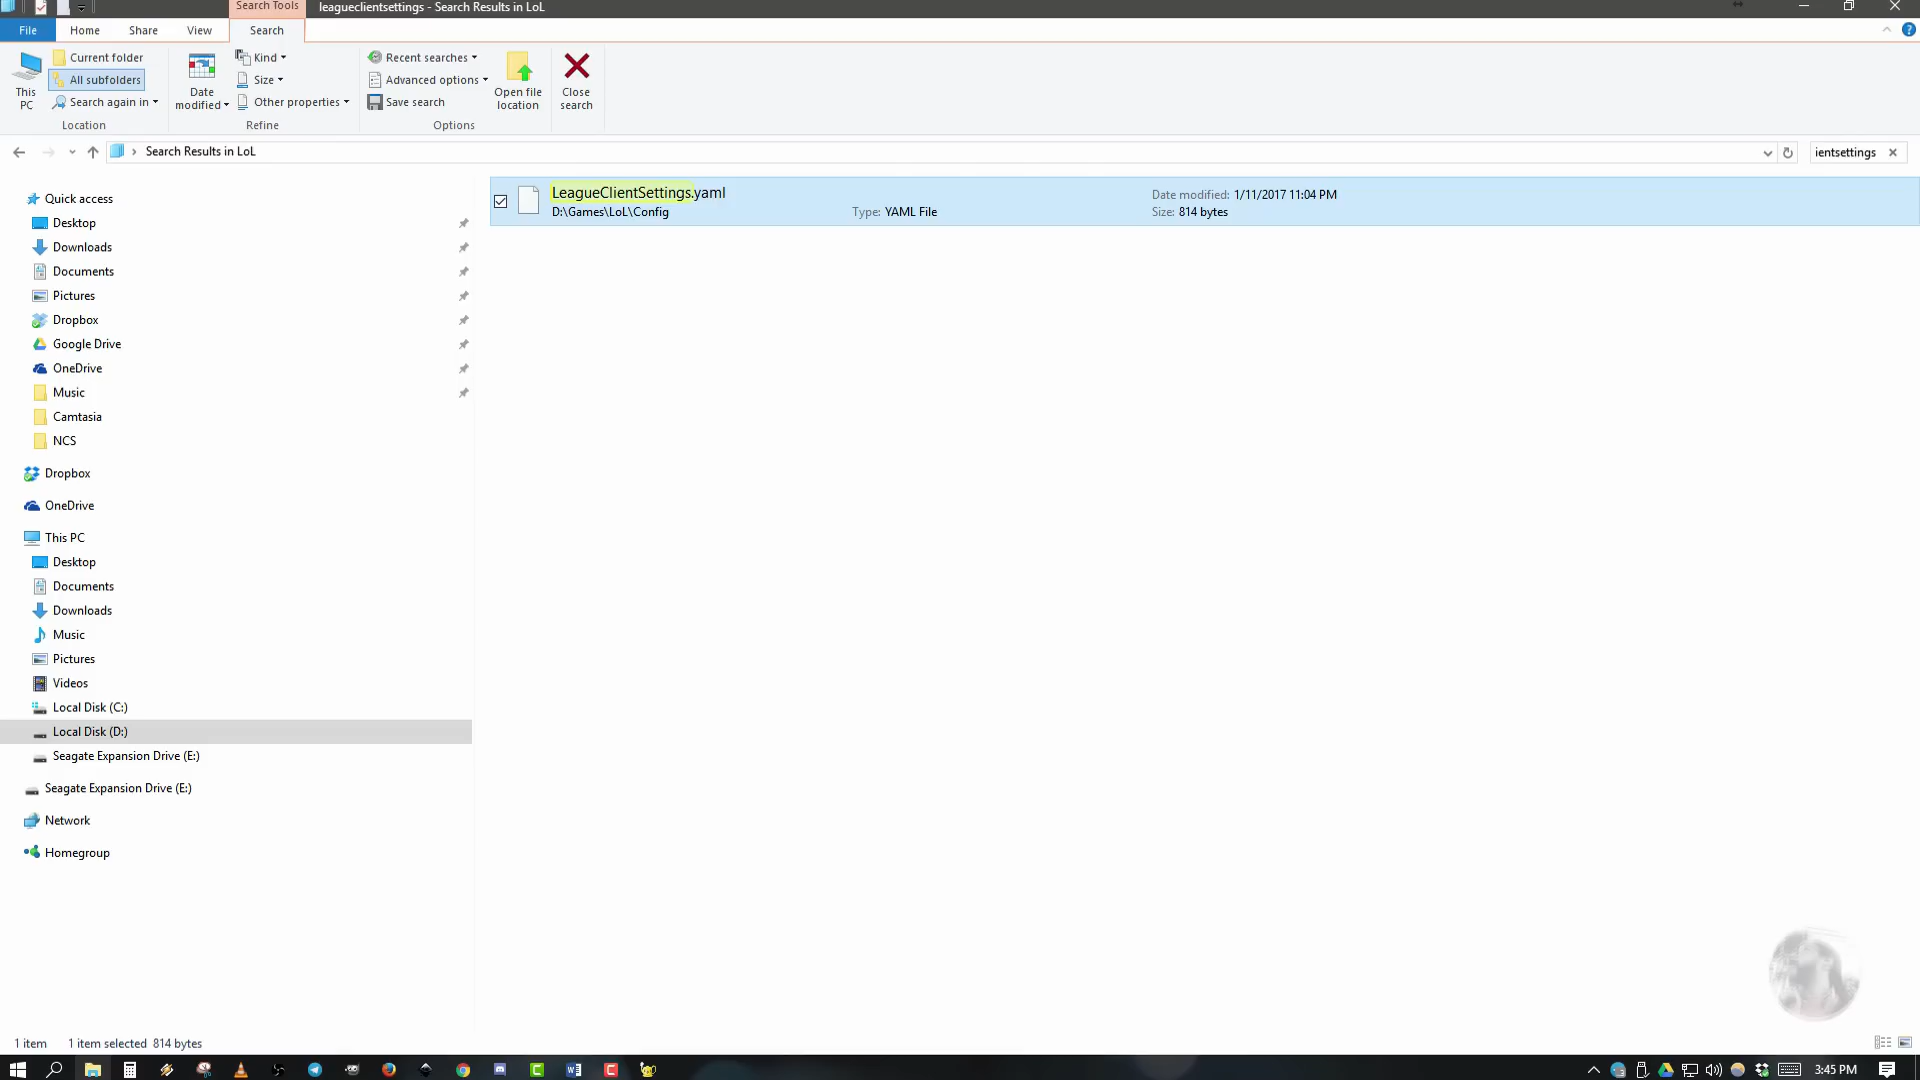 Search Tools
leagueclientsettings - Search Results in LoL
File
Home
Share
View
Search
This PC
Current folder
All subfolders
Search again in
Location
Date modified
Kind
Size
Other properties
Refine
Recent searches
Advanced options
Save search
Options
Open file location
Close search
Search Results in LoL
ientsettings
LeagueClientSettings.yaml
D:\Games\LoL\Config
Type: YAML File
Date modified: 1/11/2017 11:04 PM
Size: 814 bytes
Quick access
Desktop
Downloads
Documents
Pictures
Dropbox
Google Drive
OneDrive
Music
Camtasia
NCS
Dropbox
OneDrive
This PC
Desktop
Documents
Downloads
Music
Pictures
Videos
Local Disk (C:)
Local Disk (D:)
Seagate Expansion Drive (E:)
Seagate Expansion Drive (E:)
Network
Homegroup
1 item
1 item selected 814 bytes
3:45 PM